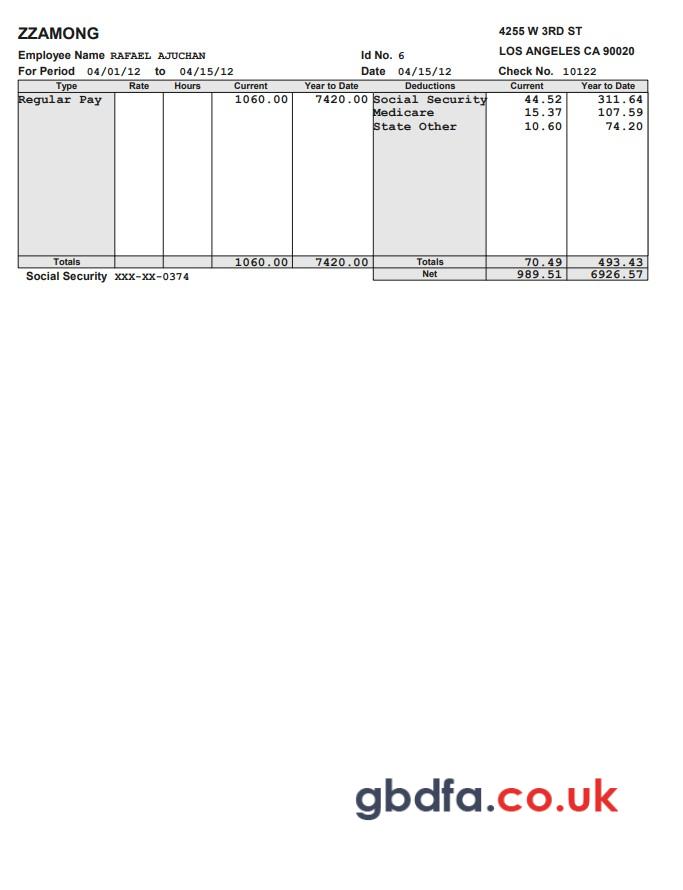 ZZAMONG
4255 W 3RD ST
Employee Name RAFAEL AJUCHAN Id No. 6 LOS ANGELES CA 90020
For Period 04/01/12 to 04/15/12 Date 04/15/12 Check No. 10122
Type Rate Hours Current Year to Date Deductions Current Year to Date
Regular Pay 1060.00 7420.00 Social Security 44.52 311.64
Medicare 15.37 107.59
State Other 10.60 74.20
Totals 1060.00 7420.00 Totals 70.49 493.43
Social Security XXX-XX-0374 Net 989.51 6926.57
gbdfa.co.uk